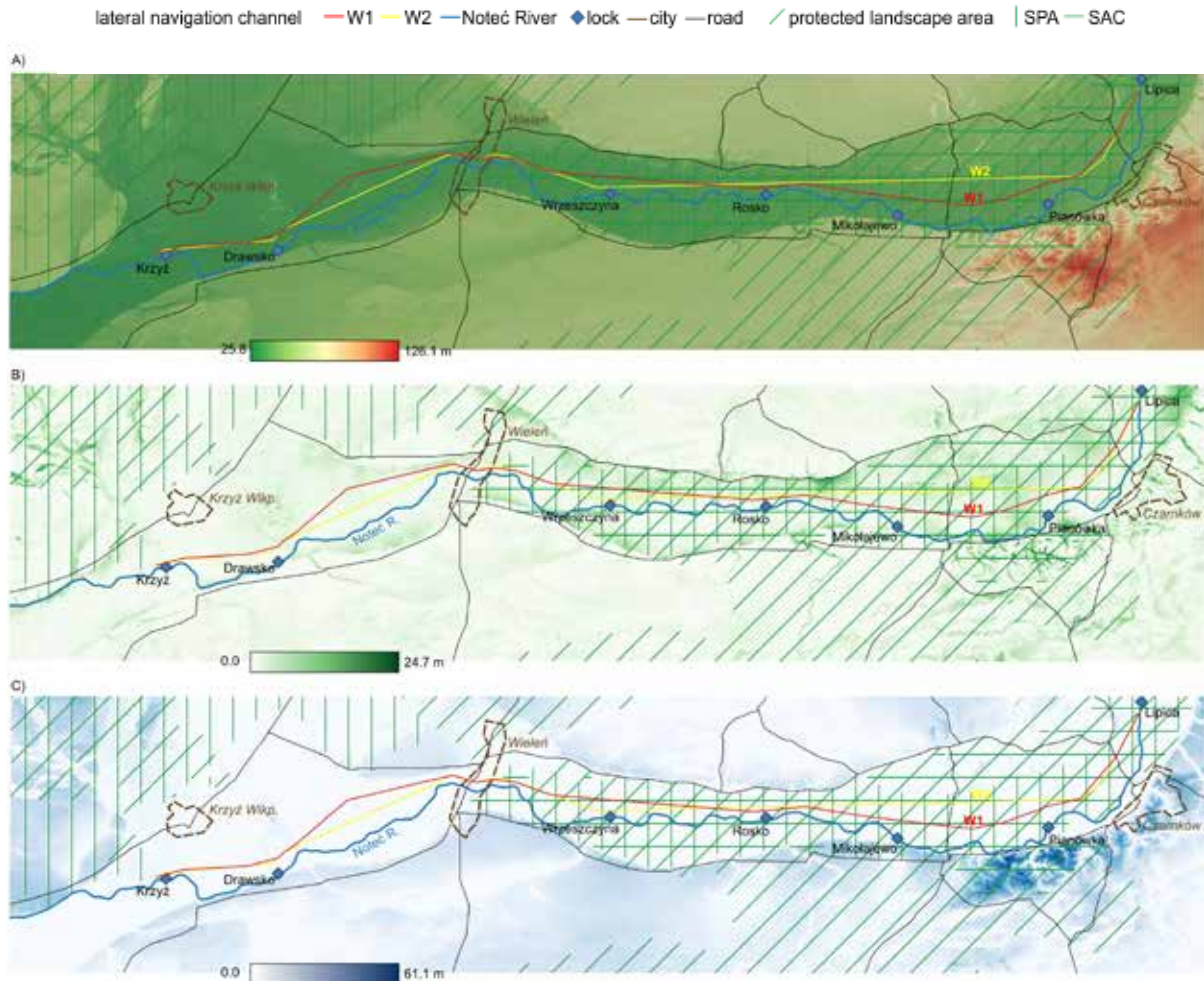 lateral navigation channel W1 W2 Noteć River lock city road protected landscape area SPA SAC
A)
Lipica
Wieleń
Krzyż Wlkp.
W2
W1
Wrzeszczyna
Rosko
Mikołajewo
Pianówka
Czarnków
Drawsko
Krzyż
25.8 126.1 m
B)
Lipica
Wieleń
Krzyż Wlkp.
W1
Wrzeszczyna
Rosko
Mikołajewo
Pianówka
Czarnków
Noteć R.
Drawsko
Krzyż
0.0 24.7 m
C)
Lipica
Wieleń
Krzyż Wlkp.
W1
Wrzeszczyna
Rosko
Mikołajewo
Pianówka
Czarnków
Noteć R.
Drawsko
Krzyż
0.0 61.1 m